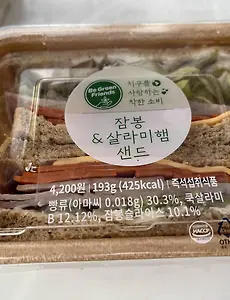 Be Green
Friends
지구를
사랑하는
착한 소비
잠봉
& 살라미햄
샌드
4,200원 | 193g (425kcal) | 즉석섭취식품
빵류(아마씨 0.018g) 30.3%, 쿡살라미
B 12.12%, 잠봉슬라이스 10.1%
HACCP